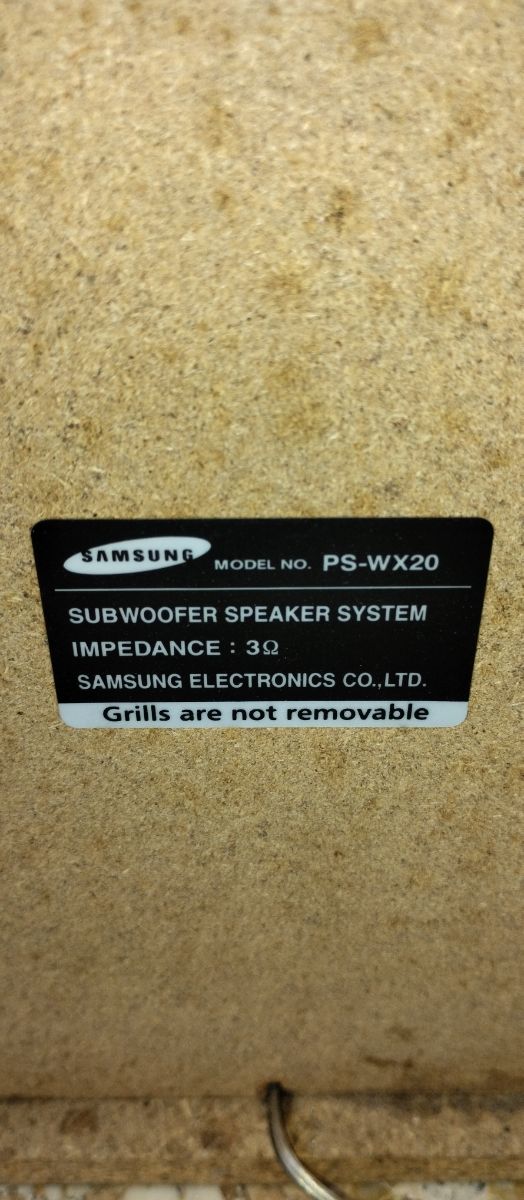 SAMSUNG MODEL NO. PS-WX20
SUBWOOFER SPEAKER SYSTEM
IMPEDANCE : 3Ω
SAMSUNG ELECTRONICS CO.,LTD.
Grills are not removable